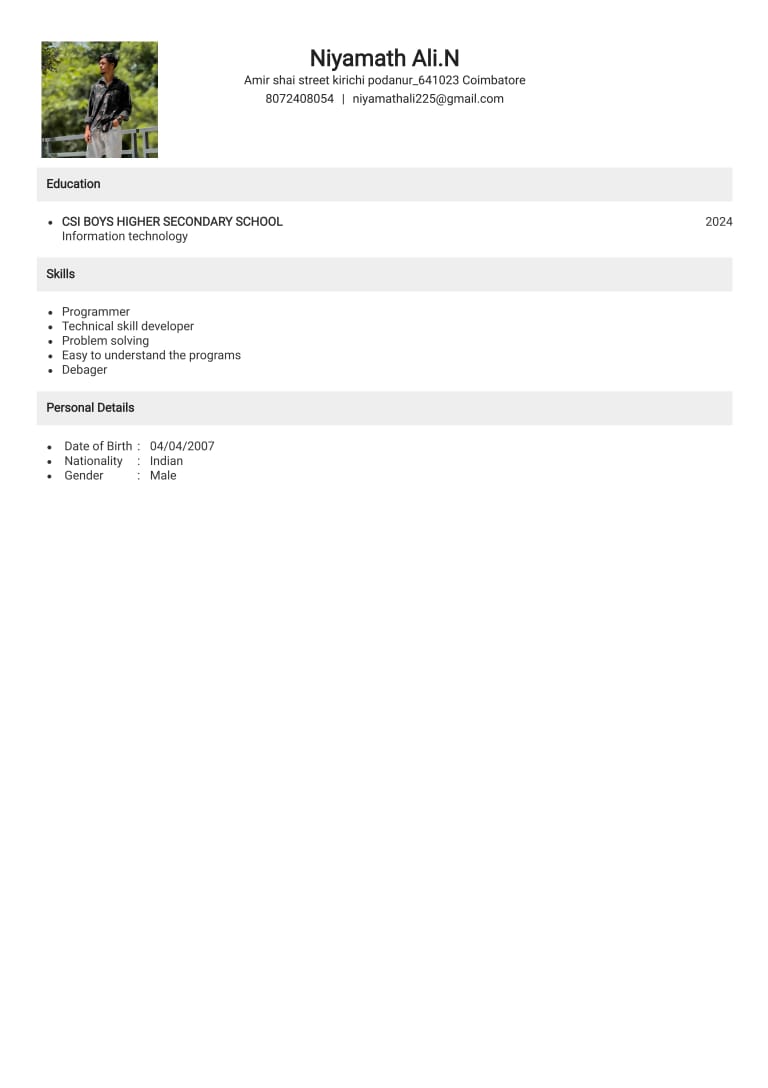 Niyamath Ali.N
Amir shai street kirichi podanur_641023 Coimbatore
8072408054 | niyamathali225@gmail.com
Education
• CSI BOYS HIGHER SECONDARY SCHOOL 2024
Information technology
Skills
• Programmer
• Technical skill developer
• Problem solving
• Easy to understand the programs
• Debager
Personal Details
• Date of Birth : 04/04/2007
• Nationality : Indian
• Gender : Male